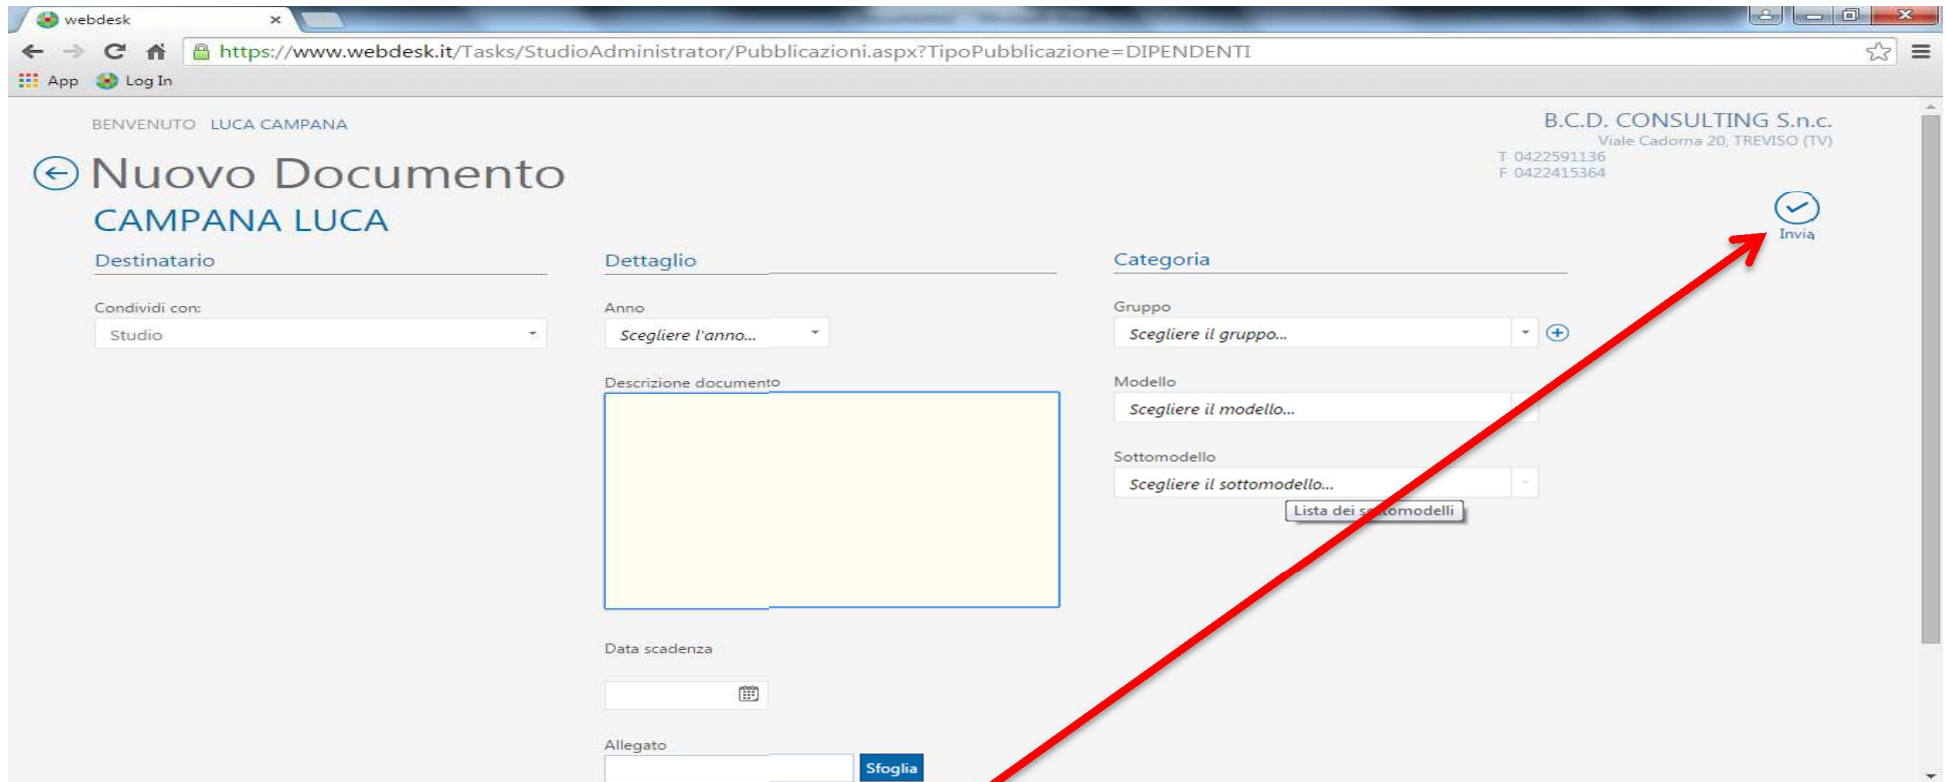 webdesk
https://www.webdesk.it/Tasks/StudioAdministrator/Pubblicazioni.aspx?TipoPubblicazione=DIPENDENTI
App Log In
BENVENUTO LUCA CAMPANA
B.C.D. CONSULTING S.n.c.
Viale Cadorna 20, TREVISO (TV)
T 0422591136
F 0422415364
Nuovo Documento
CAMPANA LUCA
Invia
Destinatario
Condividi con:
Studio
Dettaglio
Anno
Scegliere l'anno...
Descrizione documento
Data scadenza
Allegato
Sfoglia
Categoria
Gruppo
Scegliere il gruppo...
Modello
Scegliere il modello...
Sottomodello
Scegliere il sottomodello...
Lista dei sottomodelli